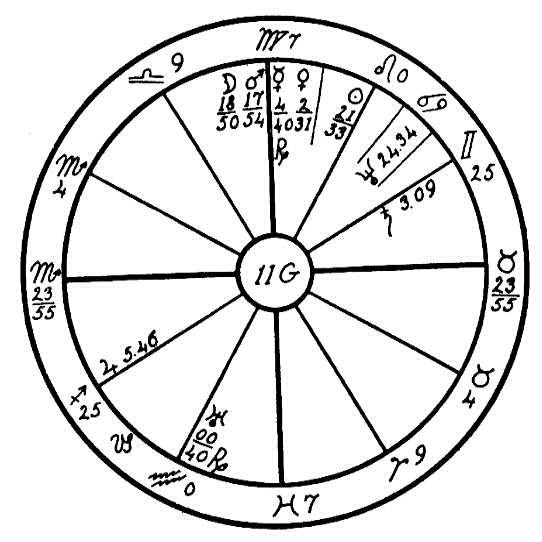 ♍ 7
♎ 9
♌ 0
♋
♊ 25
☽ 18 50
♂ 17 54
☿ 4 40 ℞
♀ 2 31
☉ 21 33
♅ 24.34
♄ 3.09
♏ 4
11G
♏ 23 55
♉ 23 55
♃ 5.46
♐ 25
♑
♅ 00 40 ℞
♒ 0
♓ 7
♈ 9
♉ 4